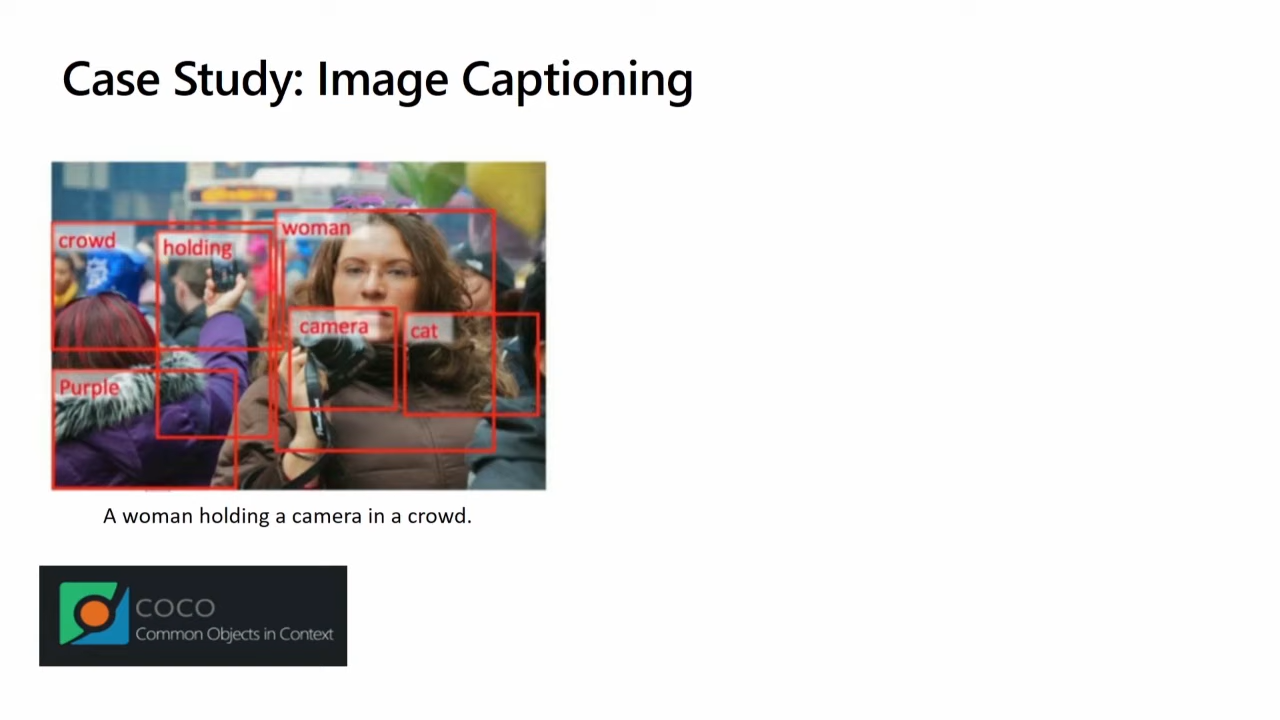 Case Study: Image Captioning
woman
crowd
holding
camera
cat
Purple
A woman holding a camera in a crowd.
COCO
Common Objects in Context